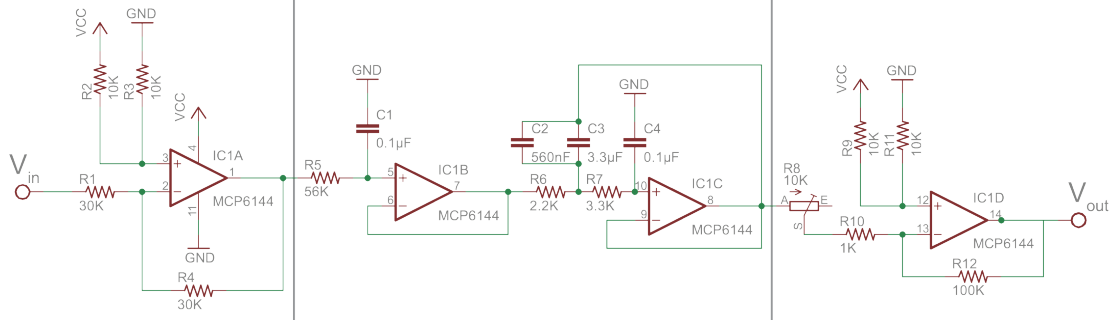 VCC
GND
R2
10K
R3
10K
VCC
4
IC1A
3
+
1
2
−
MCP6144
11
GND
Vin
R1
30K
R4
30K
GND
C1
0.1µF
R5
56K
IC1B
5
+
7
6
−
MCP6144
C2
560nF
C3
3.3µF
GND
C4
0.1µF
R6
2.2K
R7
3.3K
IC1C
10
+
8
9
−
MCP6144
R8
10K
A
E
S
VCC
GND
R9
10K
R11
10K
R10
1K
IC1D
12
+
14
13
−
MCP6144
R12
100K
Vout